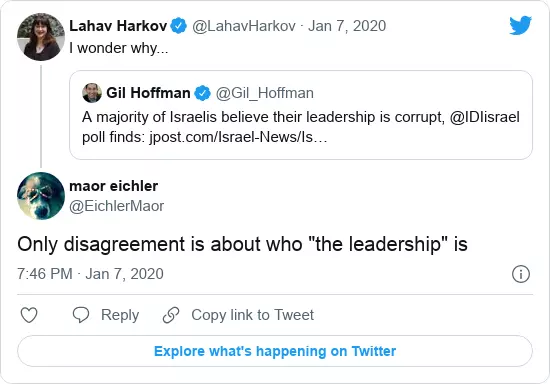 Lahav Harkov @LahavHarkov · Jan 7, 2020
I wonder why...
Gil Hoffman @Gil_Hoffman
A majority of Israelis believe their leadership is corrupt, @IDIisrael
poll finds: jpost.com/Israel-News/Is…
maor eichler
@EichlerMaor
Only disagreement is about who "the leadership" is
7:46 PM · Jan 7, 2020
Reply Copy link to Tweet
Explore what's happening on Twitter